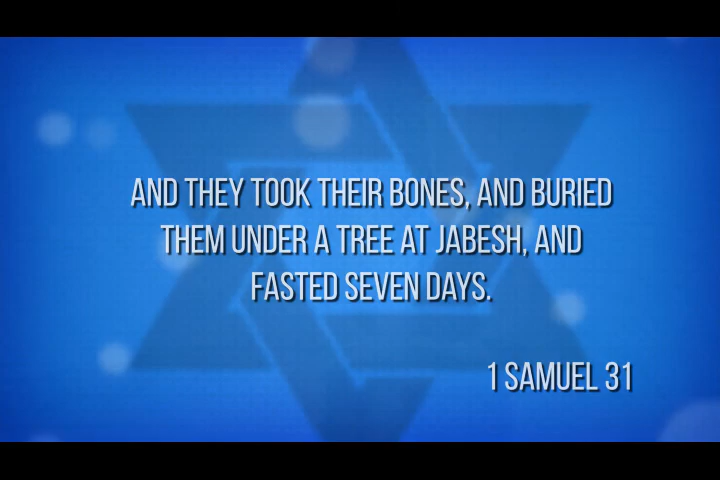 AND THEY TOOK THEIR BONES, AND BURIED
THEM UNDER A TREE AT JABESH, AND
FASTED SEVEN DAYS.
1 SAMUEL 31